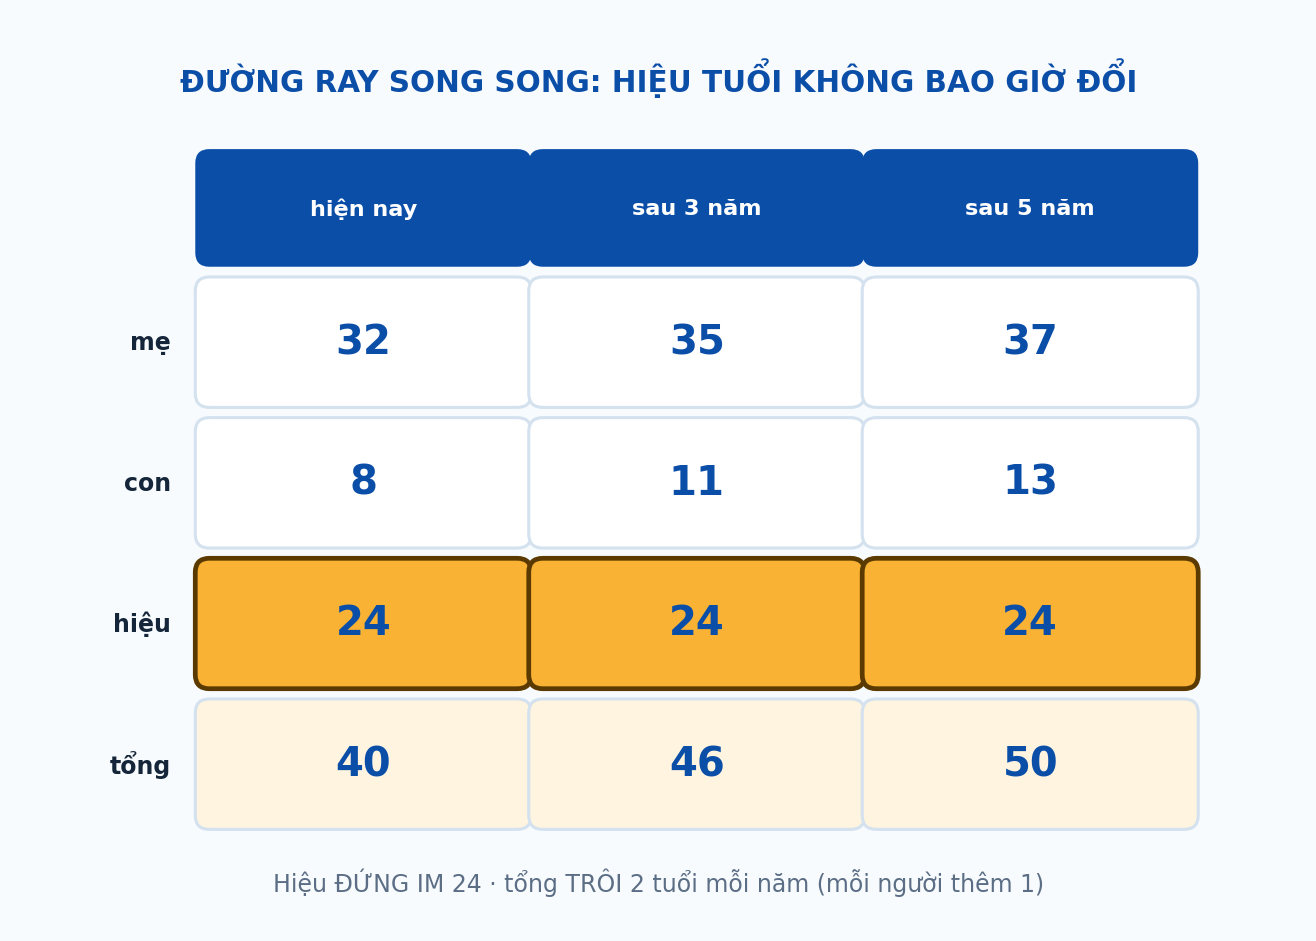 ĐƯỜNG RAY SONG SONG: HIỆU TUỔI KHÔNG BAO GIỜ ĐỔI
hiện nay sau 3 năm sau 5 năm
mẹ 32 35 37
con 8 11 13
hiệu 24 24 24
tổng 40 46 50
Hiệu ĐỨNG IM 24 · tổng TRÔI 2 tuổi mỗi năm (mỗi người thêm 1)